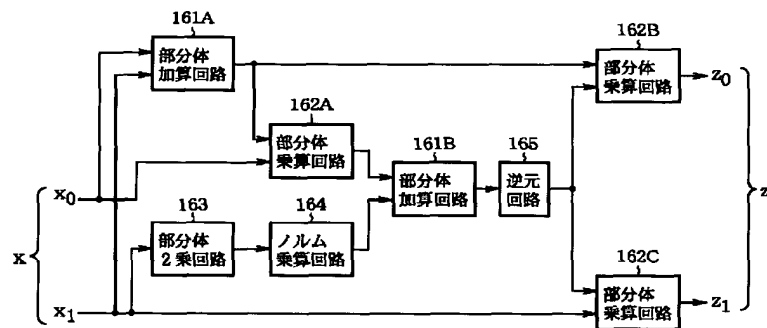 161A
部分体
加算回路
162B
部分体
乗算回路
z0
162A
部分体
乗算回路
161B
部分体
加算回路
165
逆元
回路
x0
x
z
163
部分体
2乗回路
164
ノルム
乗算回路
162C
部分体
乗算回路
x1
z1